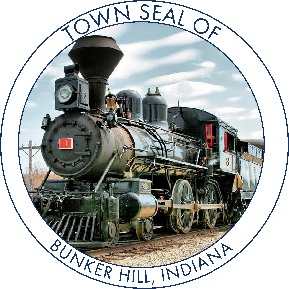 TOWN SEAL OF
BUNKER HILL, INDIANA